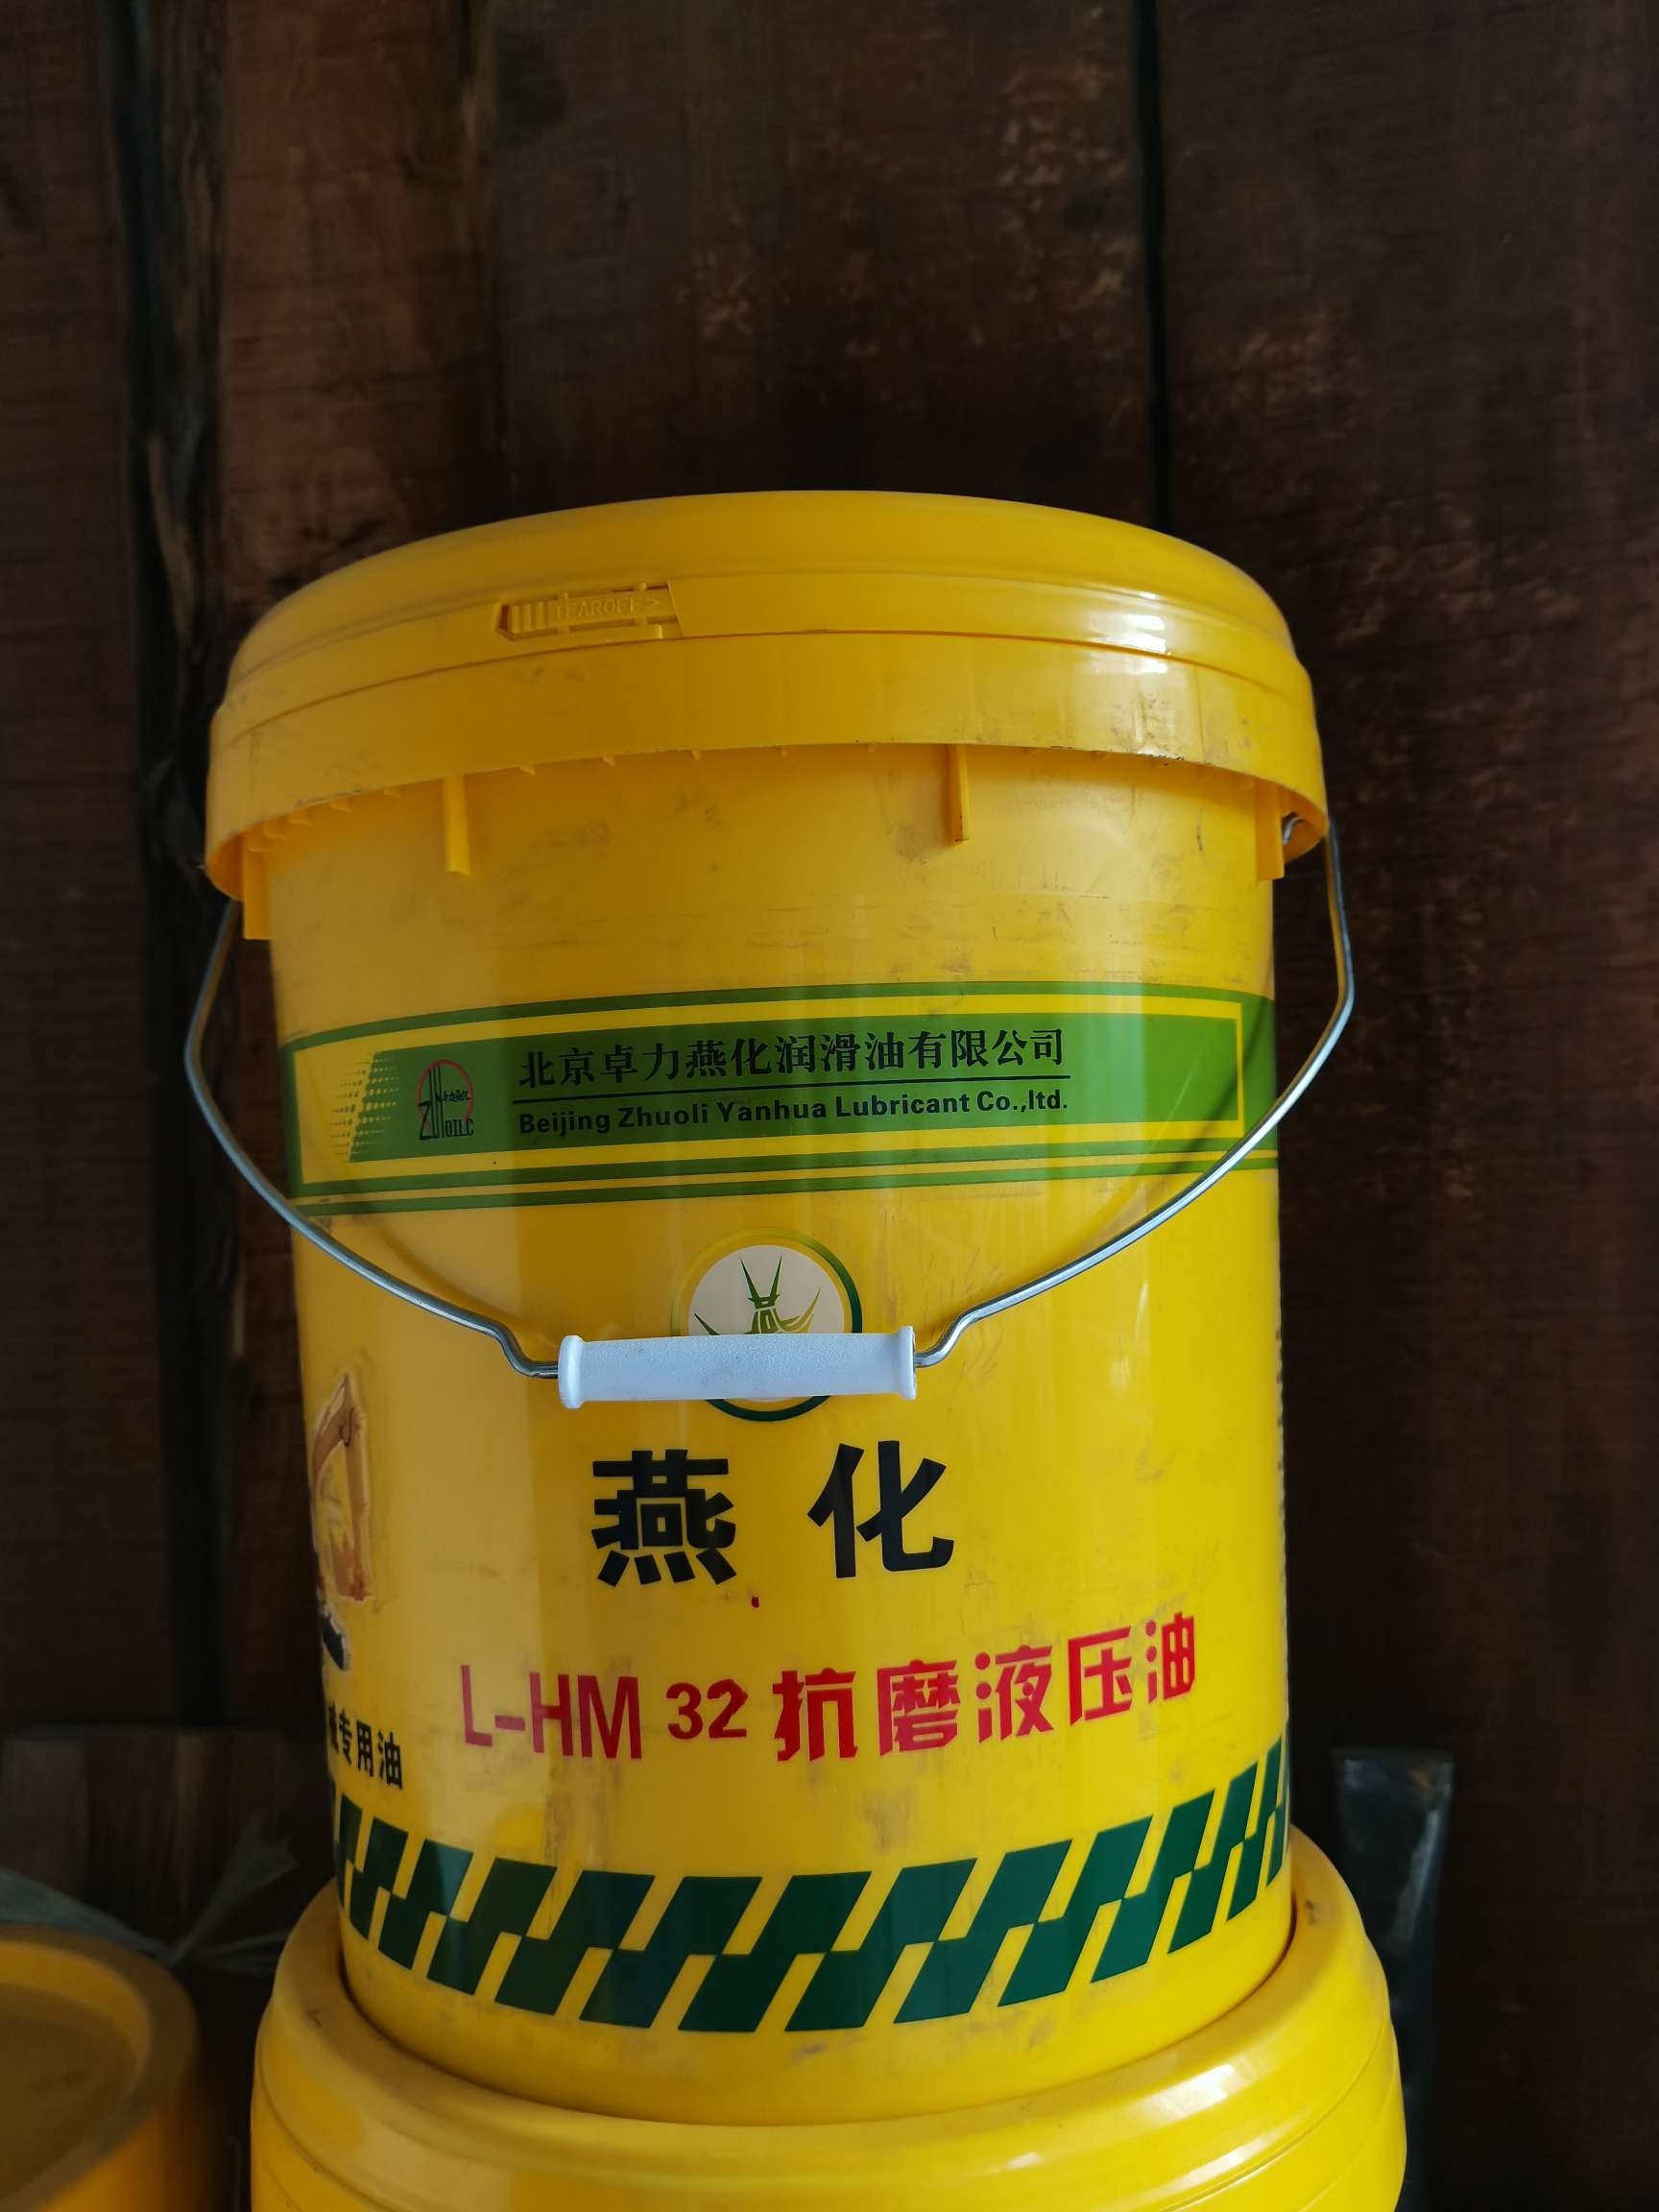 TEAROFF>
北京卓力燕化润滑油有限公司
Beijing Zhuoli Yanhua Lubricant Co.,ltd.
OILC
燕化
L-HM 32 抗磨液压油
专用油